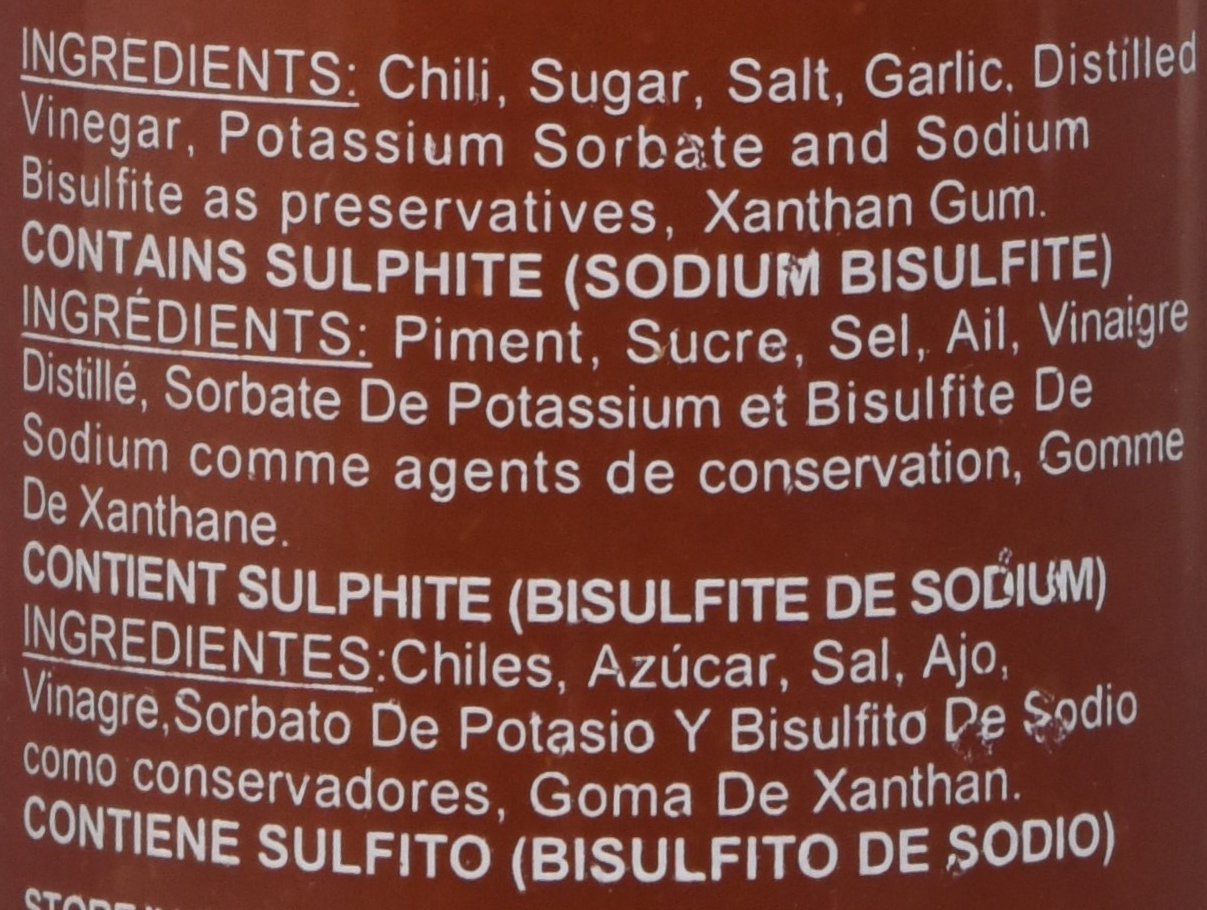 INGREDIENTS: Chili, Sugar, Salt, Garlic, Distilled
Vinegar, Potassium Sorbate and Sodium
Bisulfite as preservatives, Xanthan Gum.
CONTAINS SULPHITE (SODIUM BISULFITE)
INGRÉDIENTS: Piment, Sucre, Sel, Ail, Vinaigre
Distillé, Sorbate De Potassium et Bisulfite De
Sodium comme agents de conservation, Gomme
De Xanthane.
CONTIENT SULPHITE (BISULFITE DE SODIUM)
INGREDIENTES:Chiles, Azúcar, Sal, Ajo,
Vinagre,Sorbato De Potasio Y Bisulfito De Sodio
como conservadores, Goma De Xanthan.
CONTIENE SULFITO (BISULFITO DE SODIO)